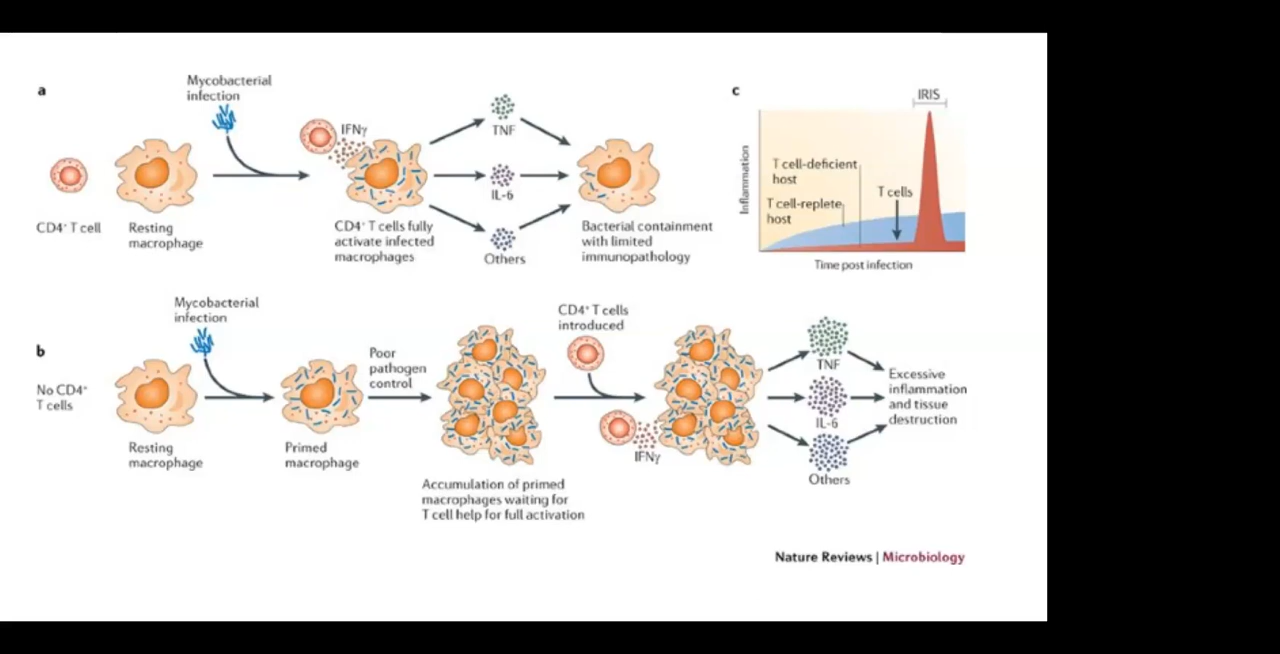 a
Mycobacterial
infection
CD4⁺ T cell
Resting
macrophage
IFNγ
CD4⁺ T cells fully
activate infected
macrophages
TNF
IL-6
Others
Bacterial containment
with limited
immunopathology
c
IRIS
Inflammation
T cell-deficient
host
T cell-replete
host
T cells
Time post infection
b
No CD4⁺
T cells
Mycobacterial
infection
Resting
macrophage
Primed
macrophage
Poor
pathogen
control
Accumulation of primed
macrophages waiting for
T cell help for full activation
CD4⁺ T cells
introduced
IFNγ
TNF
IL-6
Others
Excessive
inflammation
and tissue
destruction
Nature Reviews | Microbiology